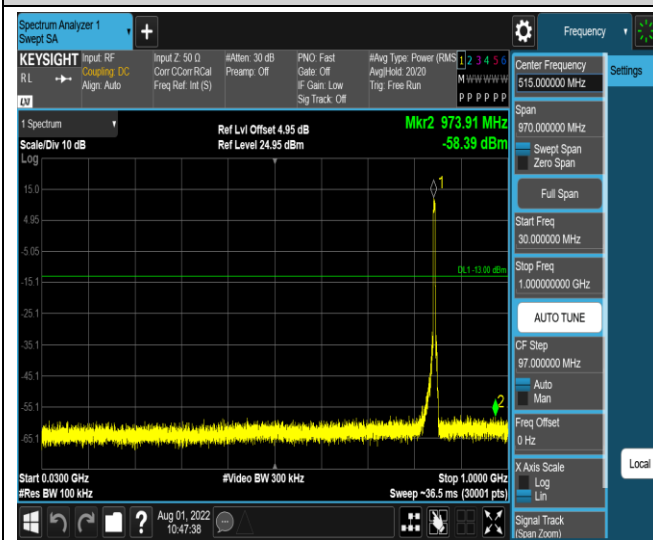 Spectrum Analyzer 1
Swept SA
+
Frequency
KEYSIGHT
RL
LXI
Input: RF
Coupling: DC
Align: Auto
Input Z: 50 Ω
Corr CCorr RCal
Freq Ref: Int (S)
#Atten: 30 dB
Preamp: Off
PNO: Fast
Gate: Off
IF Gain: Low
Sig Track: Off
#Avg Type: Power (RMS
Avg|Hold: 20/20
Trig: Free Run
1 2 3 4 5 6
M W W W W W
P P P P P P
Center Frequency
515.000000 MHz
Settings
1 Spectrum
Scale/Div 10 dB
Log
Ref Lvl Offset 4.95 dB
Ref Level 24.95 dBm
Mkr2 973.91 MHz
-58.39 dBm
Span
970.000000 MHz
Swept Span
Zero Span
Full Span
Start Freq
30.000000 MHz
Stop Freq
1.000000000 GHz
AUTO TUNE
CF Step
97.000000 MHz
Auto
Man
Freq Offset
0 Hz
X Axis Scale
Log
Lin
Signal Track
(Span Zoom)
Local
15.0
4.95
-5.05
-15.1
-25.1
-35.1
-45.1
-55.1
-65.1
1
DL1 -13.00 dBm
2
Start 0.0300 GHz
#Res BW 100 kHz
#Video BW 300 kHz
Stop 1.0000 GHz
Sweep ~36.5 ms (30001 pts)
?
Aug 01, 2022
10:47:38